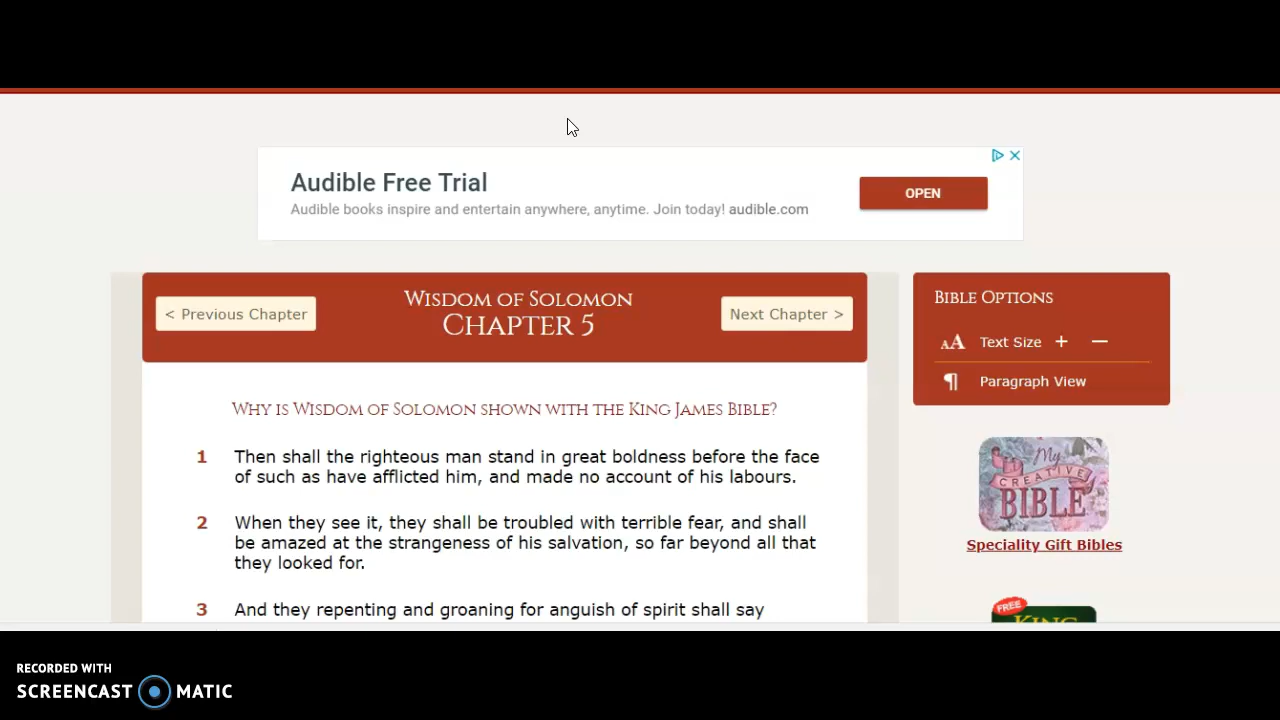 Audible Free Trial
Audible books inspire and entertain anywhere, anytime. Join today! audible.com
OPEN
< Previous Chapter
Wisdom of Solomon
Chapter 5
Next Chapter >
Why is Wisdom of Solomon shown with the King James Bible?
1 Then shall the righteous man stand in great boldness before the face
of such as have afflicted him, and made no account of his labours.
2 When they see it, they shall be troubled with terrible fear, and shall
be amazed at the strangeness of his salvation, so far beyond all that
they looked for.
3 And they repenting and groaning for anguish of spirit shall say
Bible Options
AA Text Size + −
¶ Paragraph View
My
CREATIVE
BIBLE
Speciality Gift Bibles
FREE
KING
RECORDED WITH
SCREENCAST MATIC